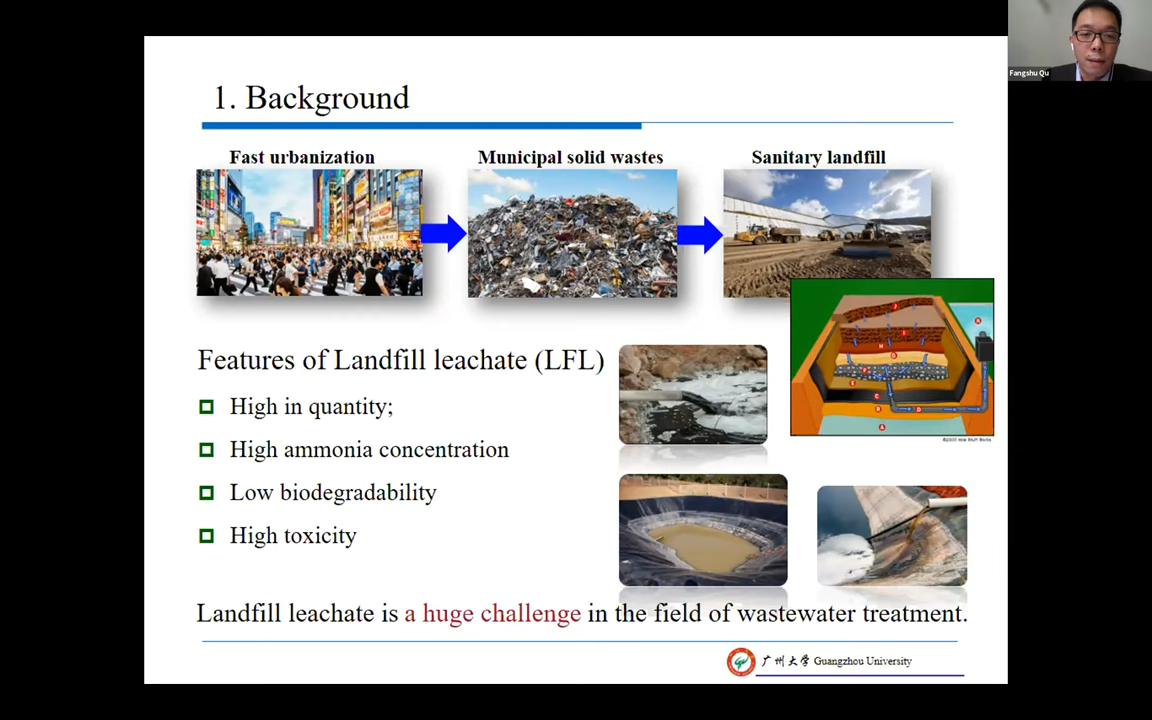 Fangshu Qu
1. Background
Fast urbanization
Municipal solid wastes
Sanitary landfill
Features of Landfill leachate (LFL)
High in quantity;
High ammonia concentration
Low biodegradability
High toxicity
Landfill leachate is a huge challenge in the field of wastewater treatment.
广州大学 Guangzhou University